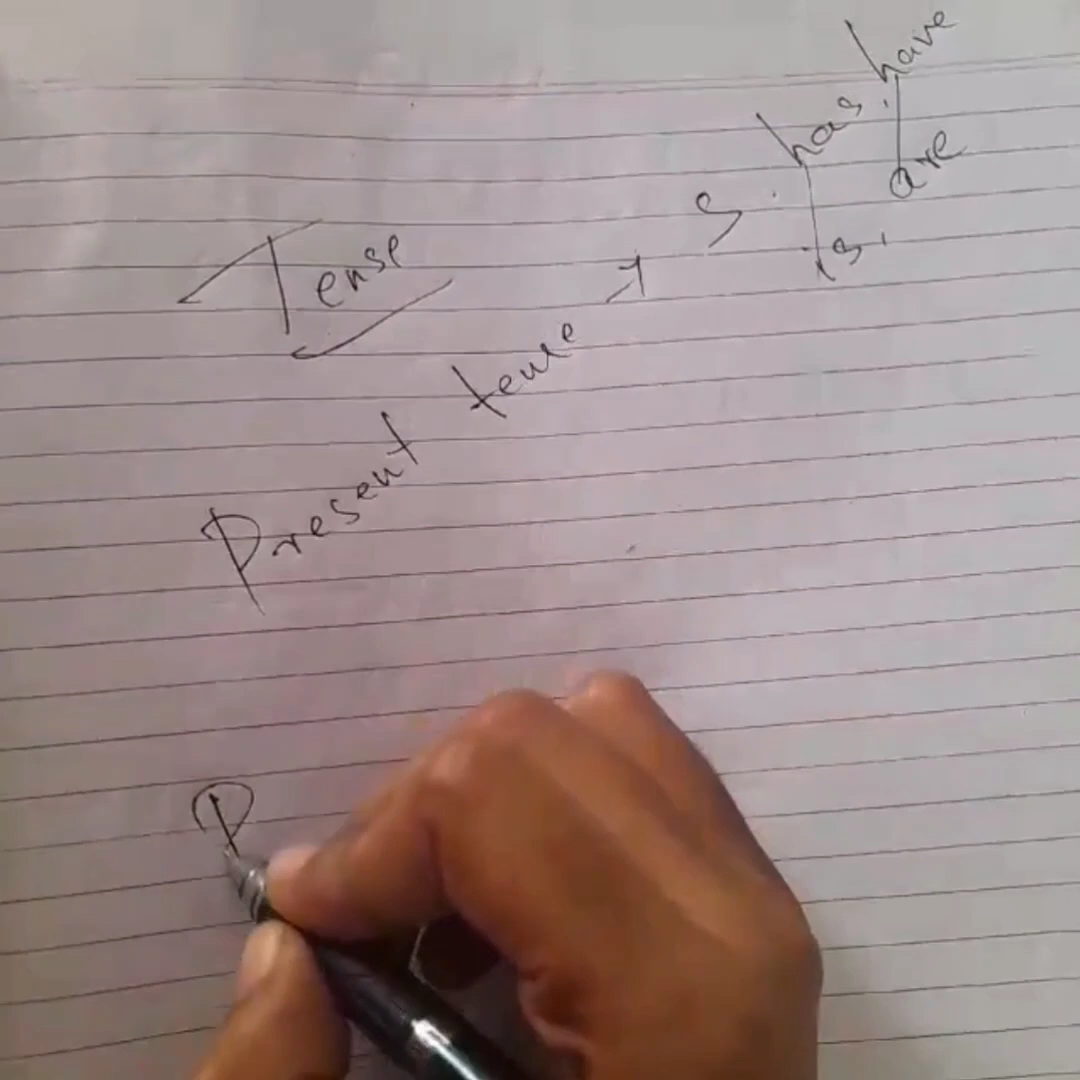 Tense
Present tense → s. has. have
is. are
P